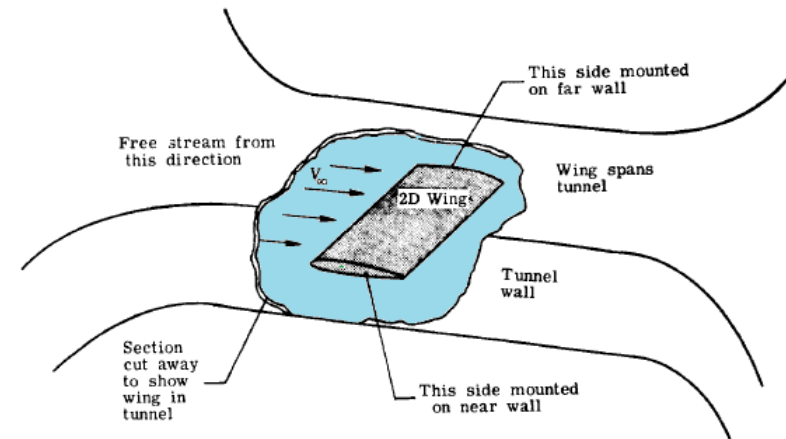 This side mounted
on far wall
Free stream from
this direction
V∞
Wing spans
tunnel
2D Wing
Tunnel
wall
Section
cut away
to show
wing in
tunnel
This side mounted
on near wall